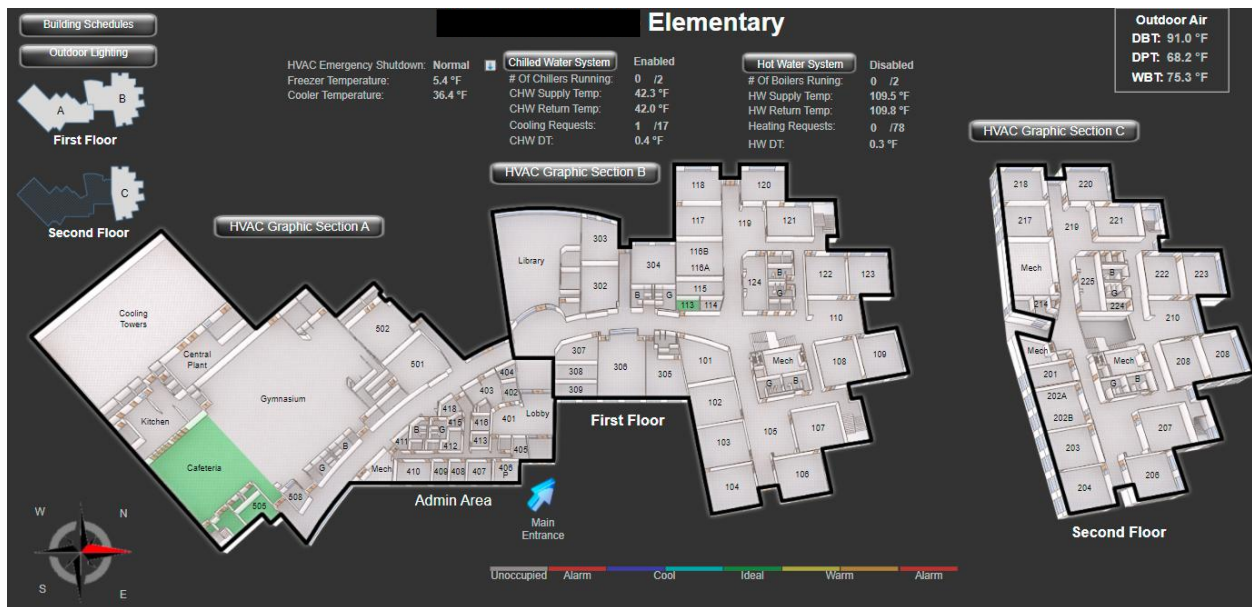 Building Schedules
Outdoor Lighting
Elementary
Outdoor Air
DBT: 91.0 °F
DPT: 68.2 °F
WBT: 75.3 °F
HVAC Emergency Shutdown: Normal
Freezer Temperature: 5.4 °F
Cooler Temperature: 36.4 °F
Chilled Water System Enabled
# Of Chillers Running: 0 /2
CHW Supply Temp: 42.3 °F
CHW Return Temp: 42.0 °F
Cooling Requests: 1 /17
CHW DT: 0.4 °F
Hot Water System Disabled
# Of Boilers Runing: 0 /2
HW Supply Temp: 109.5 °F
HW Return Temp: 109.8 °F
Heating Requests: 0 /78
HW DT: 0.3 °F
A
B
First Floor
C
Second Floor
HVAC Graphic Section A
Cooling
Towers
Central
Plant
Kitchen
Gymnasium
Cafeteria
505
508
G
B
Mech
502
501
404
403
402
418
401
Lobby
B
G
415
416
411
412
413
405
410
409
408
407
406
P
Admin Area
Main
Entrance
HVAC Graphic Section B
Library
303
302
304
B
G
118
120
117
119
121
116B
116A
115
113
114
124
B
G
122
123
110
307
308
309
306
305
101
102
103
104
Mech
G
B
108
109
105
107
106
First Floor
HVAC Graphic Section C
218
220
217
219
221
Mech
214
225
B
G
224
222
223
210
Mech
201
202A
202B
203
204
Mech
G
B
208
208
207
206
Second Floor
W
N
S
E
Unoccupied
Alarm
Cool
Ideal
Warm
Alarm